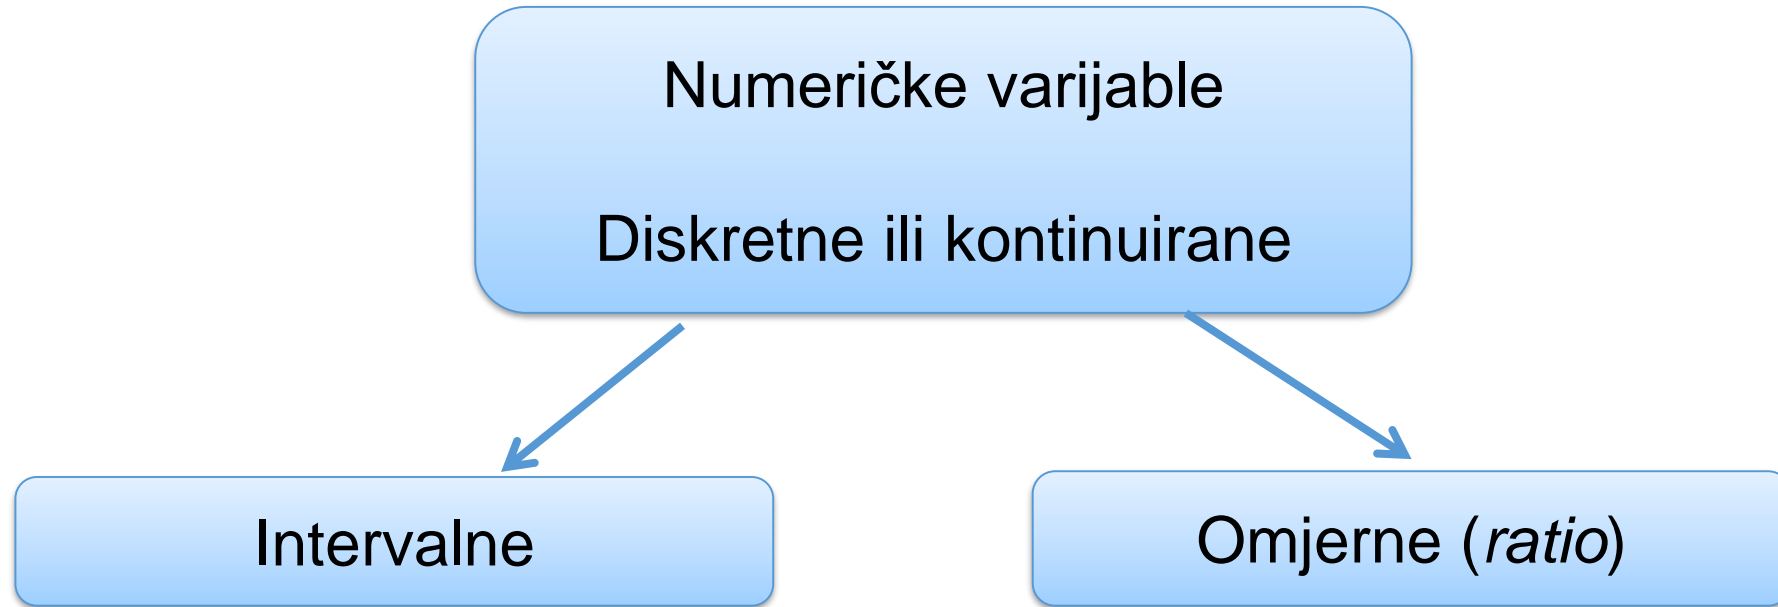 Numeričke varijable
Diskretne ili kontinuirane
Intervalne
Omjerne (ratio)